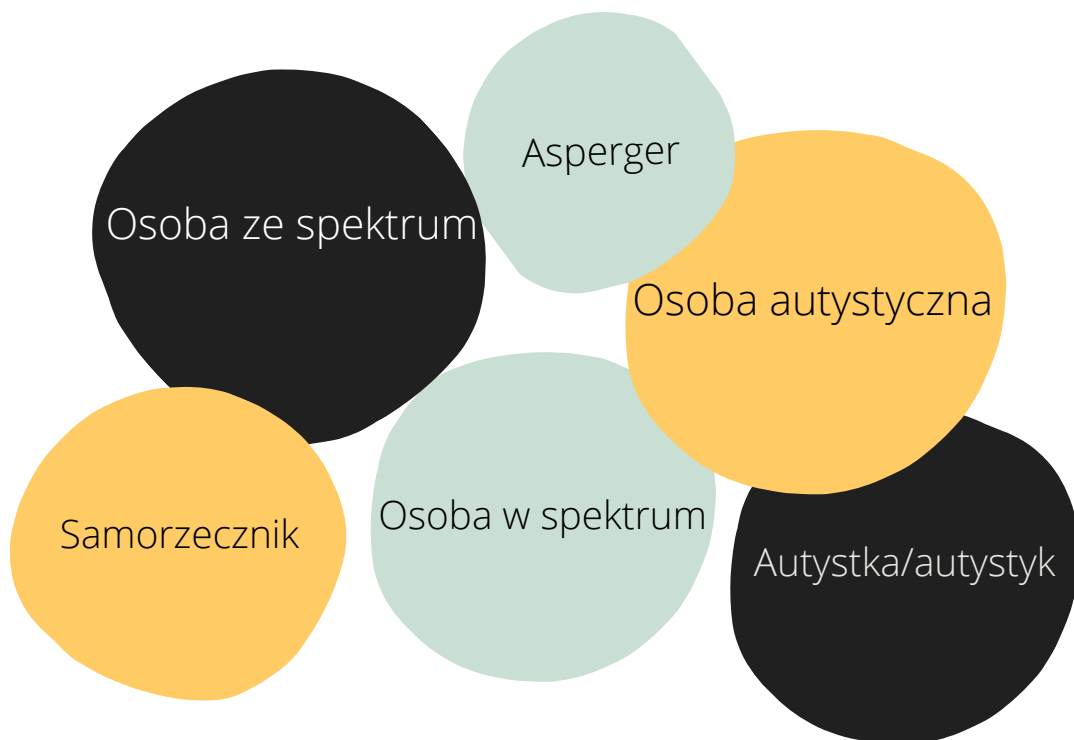 Asperger
Osoba ze spektrum
Osoba autystyczna
Osoba w spektrum
Samorzecznik
Autystka/autystyk